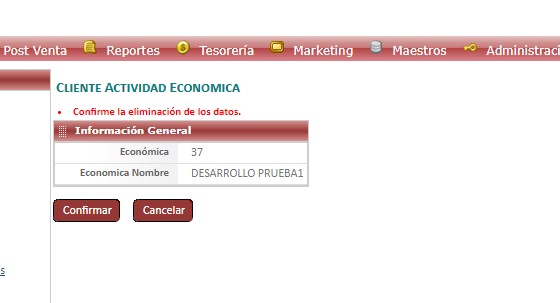 Post Venta Reportes Tesorería Marketing Maestros Administraci
CLIENTE ACTIVIDAD ECONOMICA
• Confirme la eliminación de los datos.
Información General
Económica 37
Economica Nombre DESARROLLO PRUEBA1
Confirmar Cancelar
s